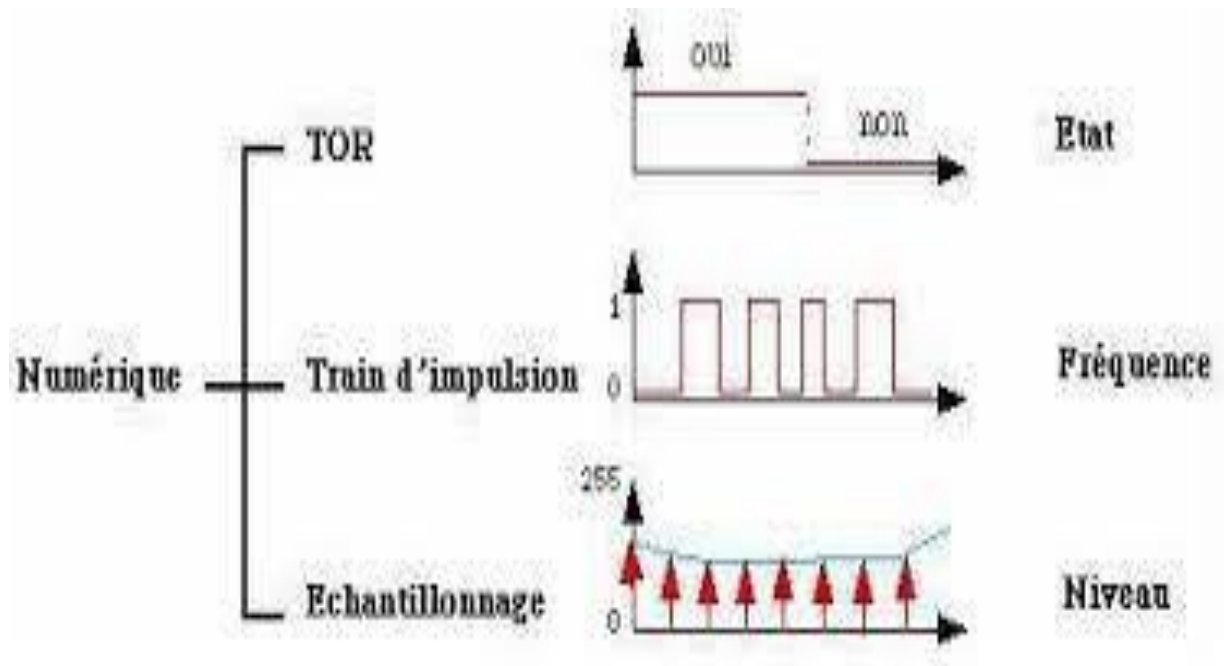 oui
non
TOR
Etat
1
0
Numérique
Train d'impulsion
Fréquence
255
0
Echantillonnage
Niveau